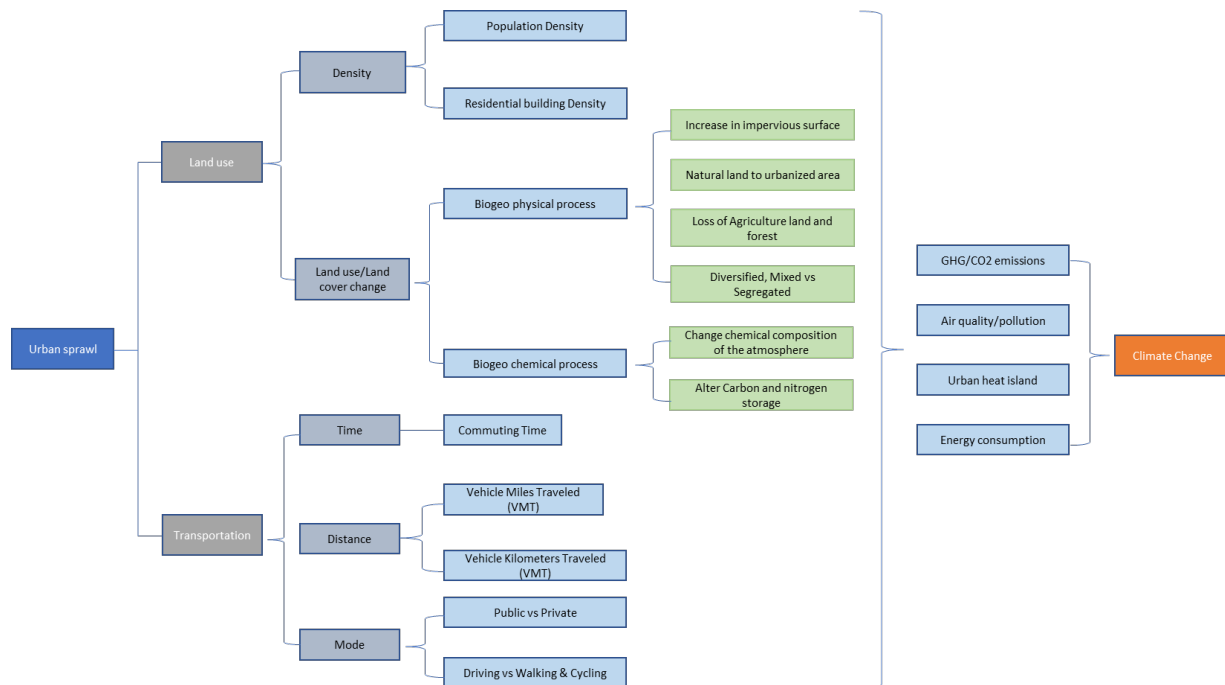 Urban sprawl
Land use
Transportation
Density
Land use/Land
cover change
Time
Distance
Mode
Population Density
Residential building Density
Biogeo physical process
Biogeo chemical process
Commuting Time
Vehicle Miles Traveled
(VMT)
Vehicle Kilometers Traveled
(VMT)
Public vs Private
Driving vs Walking & Cycling
Increase in impervious surface
Natural land to urbanized area
Loss of Agriculture land and
forest
Diversified, Mixed vs
Segregated
Change chemical composition
of the atmosphere
Alter Carbon and nitrogen
storage
GHG/CO2 emissions
Air quality/pollution
Urban heat island
Energy consumption
Climate Change